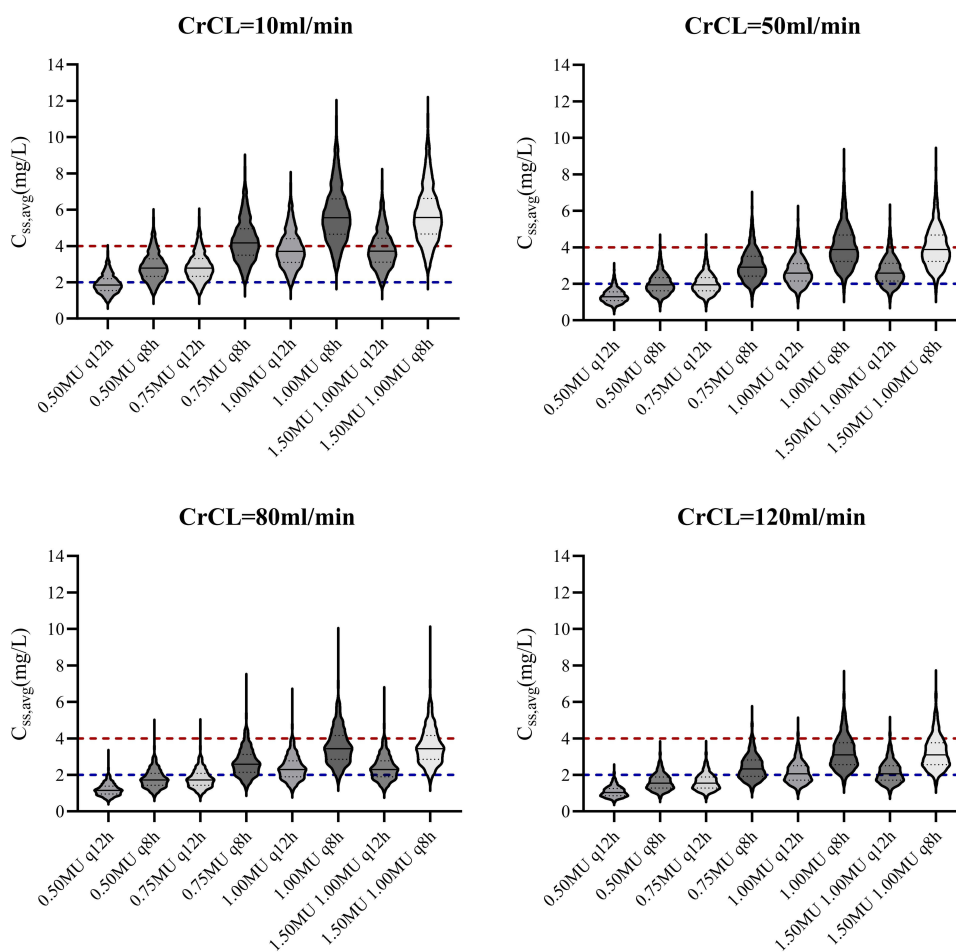 CrCL=10ml/min
C_ss,avg(mg/L)
14
12
10
8
6
4
2
0
0.50MU q12h
0.50MU q8h
0.75MU q12h
0.75MU q8h
1.00MU q12h
1.00MU q8h
1.50MU 1.00MU q12h
1.50MU 1.00MU q8h
CrCL=50ml/min
C_ss,avg(mg/L)
14
12
10
8
6
4
2
0
0.50MU q12h
0.50MU q8h
0.75MU q12h
0.75MU q8h
1.00MU q12h
1.00MU q8h
1.50MU 1.00MU q12h
1.50MU 1.00MU q8h
CrCL=80ml/min
C_ss,avg(mg/L)
14
12
10
8
6
4
2
0
0.50MU q12h
0.50MU q8h
0.75MU q12h
0.75MU q8h
1.00MU q12h
1.00MU q8h
1.50MU 1.00MU q12h
1.50MU 1.00MU q8h
CrCL=120ml/min
C_ss,avg(mg/L)
14
12
10
8
6
4
2
0
0.50MU q12h
0.50MU q8h
0.75MU q12h
0.75MU q8h
1.00MU q12h
1.00MU q8h
1.50MU 1.00MU q12h
1.50MU 1.00MU q8h